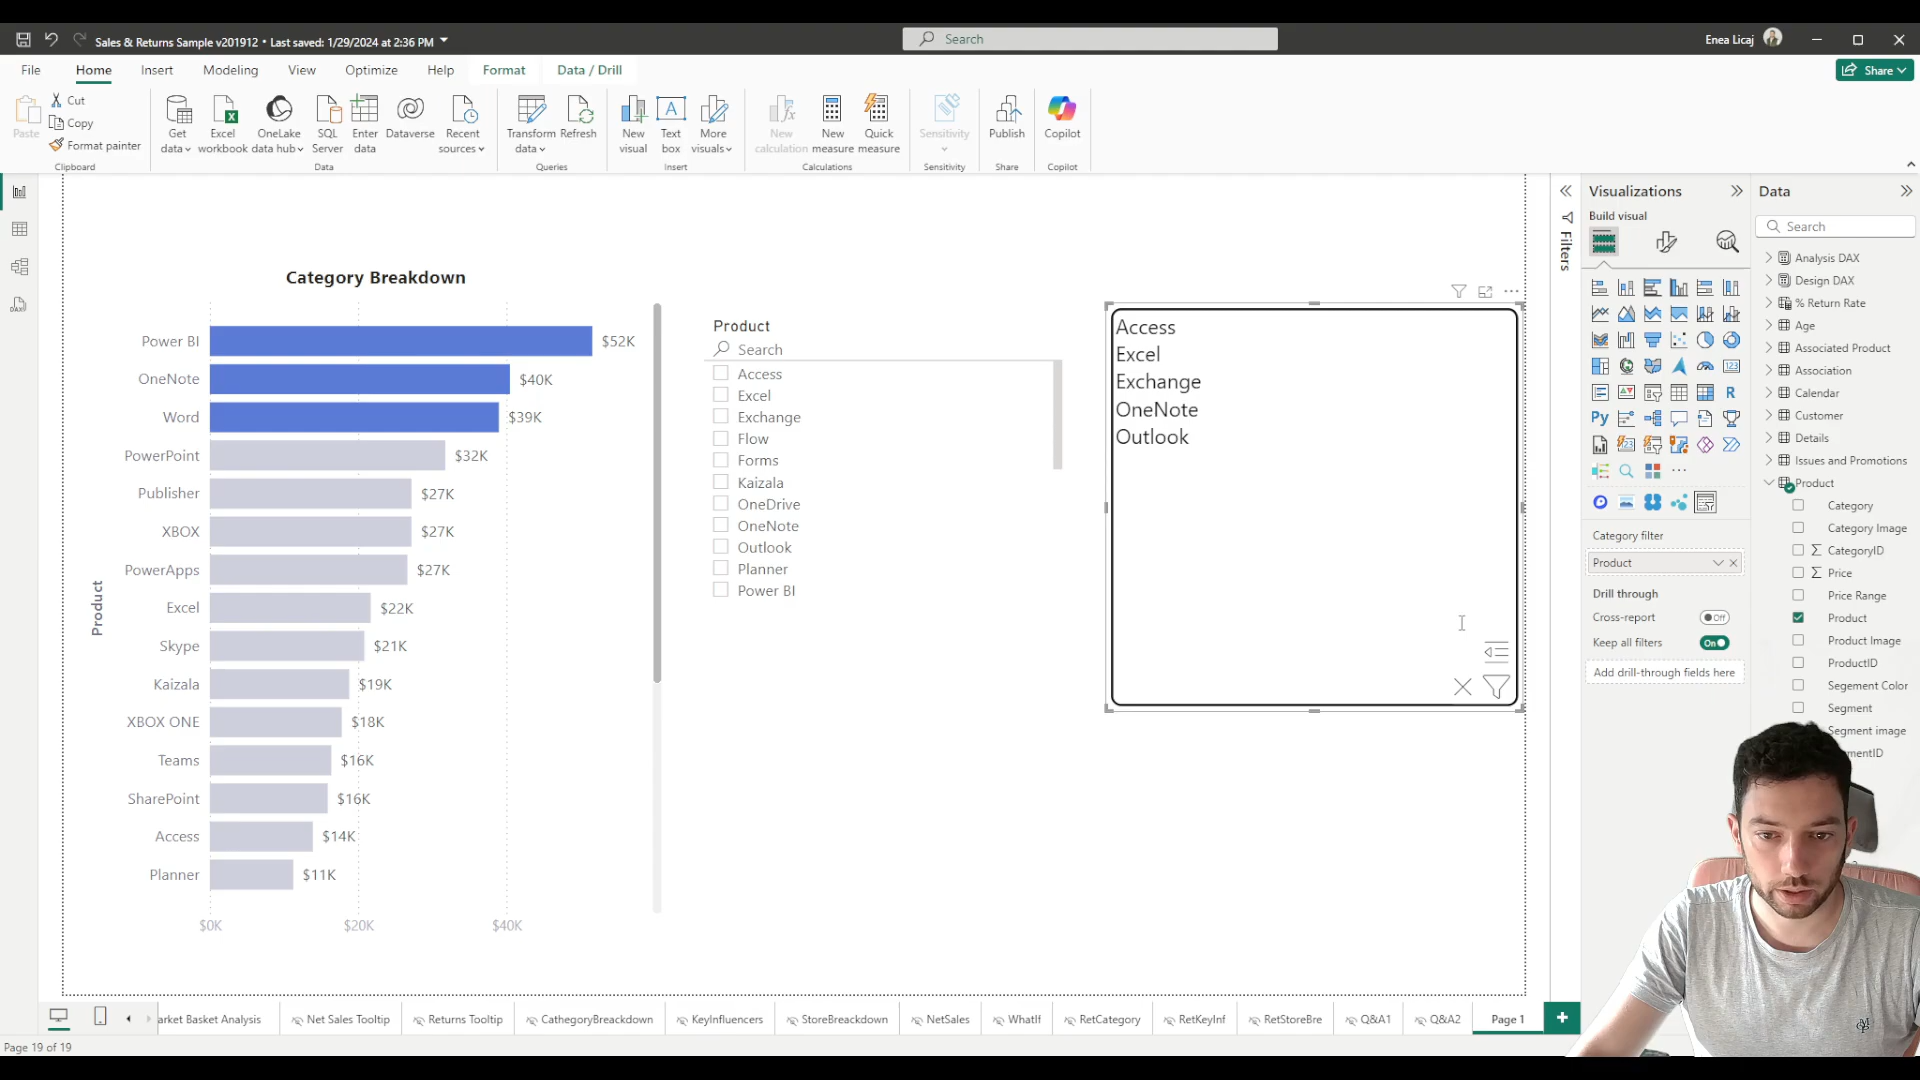 Sales & Returns Sample v201912 • Last saved: 1/29/2024 at 2:36 PM
Search
Enea Licaj
File
Home
Insert
Modeling
View
Optimize
Help
Format
Data / Drill
Share
Paste
Cut
Copy
Format painter
Clipboard
Get data
Excel workbook
OneLake data hub
SQL Server
Enter data
Dataverse
Recent sources
Data
Transform data
Refresh
Queries
New visual
Text box
More visuals
Insert
New calculation
New measure
Quick measure
Calculations
Sensitivity
Sensitivity
Publish
Share
Copilot
Copilot
Category Breakdown
Product
Power BI $52K
OneNote $40K
Word $39K
PowerPoint $32K
Publisher $27K
XBOX $27K
PowerApps $27K
Excel $22K
Skype $21K
Kaizala $19K
XBOX ONE $18K
Teams $16K
SharePoint $16K
Access $14K
Planner $11K
$0K $20K $40K
Product
Search
Access
Excel
Exchange
Flow
Forms
Kaizala
OneDrive
OneNote
Outlook
Planner
Power BI
Access
Excel
Exchange
OneNote
Outlook
Filters
Visualizations
Build visual
R
Py
123
Category filter
Product
Drill through
Cross-report Off
Keep all filters On
Add drill-through fields here
Data
Search
Analysis DAX
Design DAX
% Return Rate
Age
Associated Product
Association
Calendar
Customer
Details
Issues and Promotions
Product
Category
Category Image
CategoryID
Price
Price Range
Product
Product Image
ProductID
Segement Color
Segment
Segment image
mentID
arket Basket Analysis
Net Sales Tooltip
Returns Tooltip
CathegoryBreakdown
KeyInfluencers
StoreBreakdown
NetSales
WhatIf
RetCategory
RetKeyInf
RetStoreBre
Q&A1
Q&A2
Page 1
Page 19 of 19